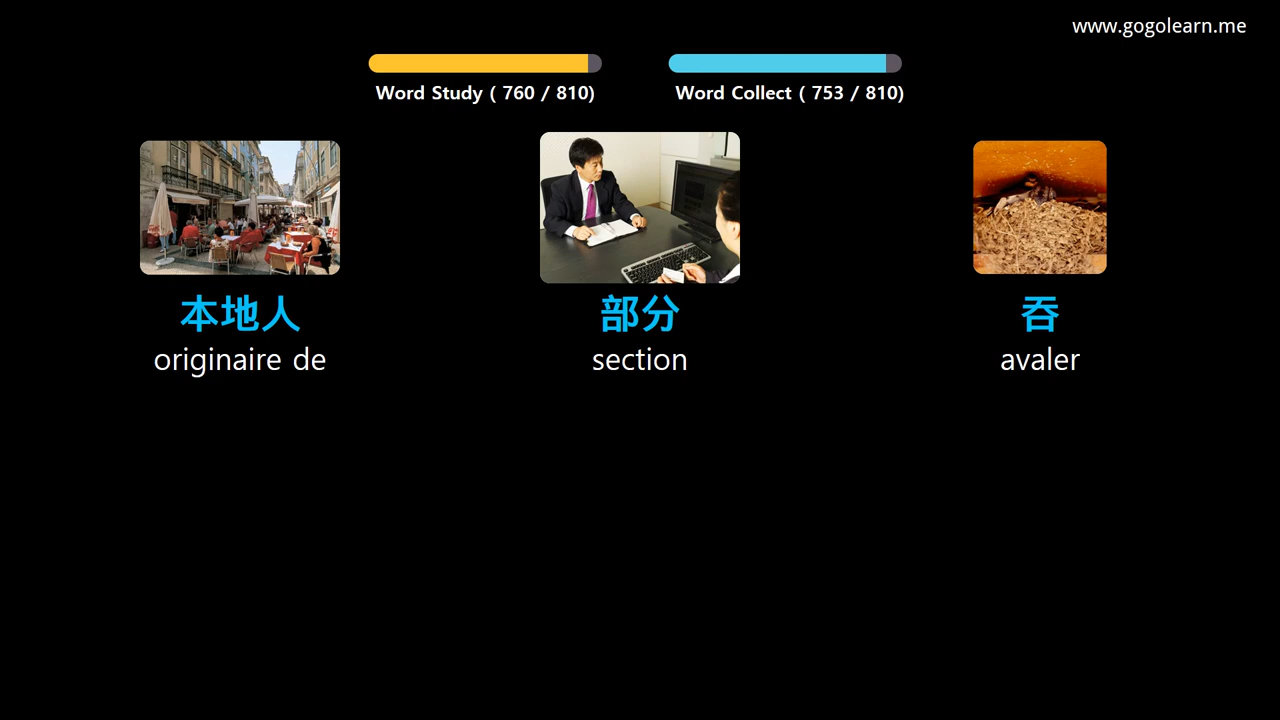 www.gogolearn.me
Word Study ( 760 / 810)
Word Collect ( 753 / 810)
本地人
originaire de
部分
section
吞
avaler